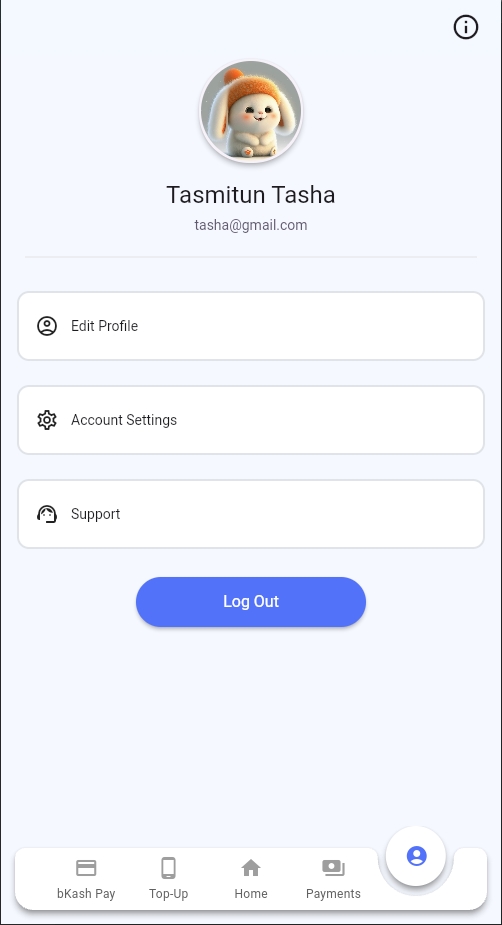 Tasmitun Tasha
tasha@gmail.com
Edit Profile
Account Settings
Support
Log Out
bKash Pay
Top-Up
Home
Payments